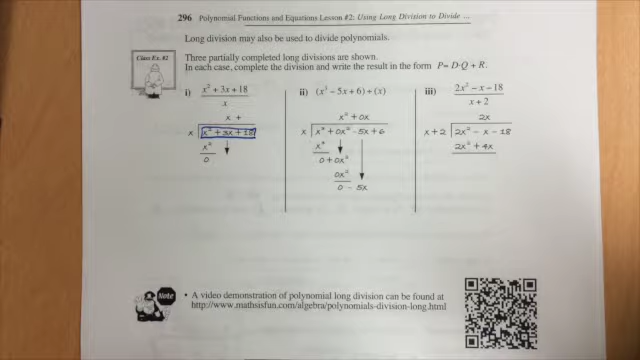 296 Polynomial Functions and Equations Lesson #2: Using Long Division to Divide ...
Long division may also be used to divide polynomials.
Class Ex. #2
Three partially completed long divisions are shown.
In each case, complete the division and write the result in the form P = D·Q + R.
i) x² + 3x + 18
x
x +
x x² + 3x + 18
x²
0
ii) (x³ − 5x + 6) ÷ (x)
x² + 0x
x x³ + 0x² − 5x + 6
x³
0 + 0x²
0x²
0 − 5x
iii) 2x² − x − 18
x + 2
2x
x + 2 2x² − x − 18
2x² + 4x
Note
• A video demonstration of polynomial long division can be found at
http://www.mathsisfun.com/algebra/polynomials-division-long.html